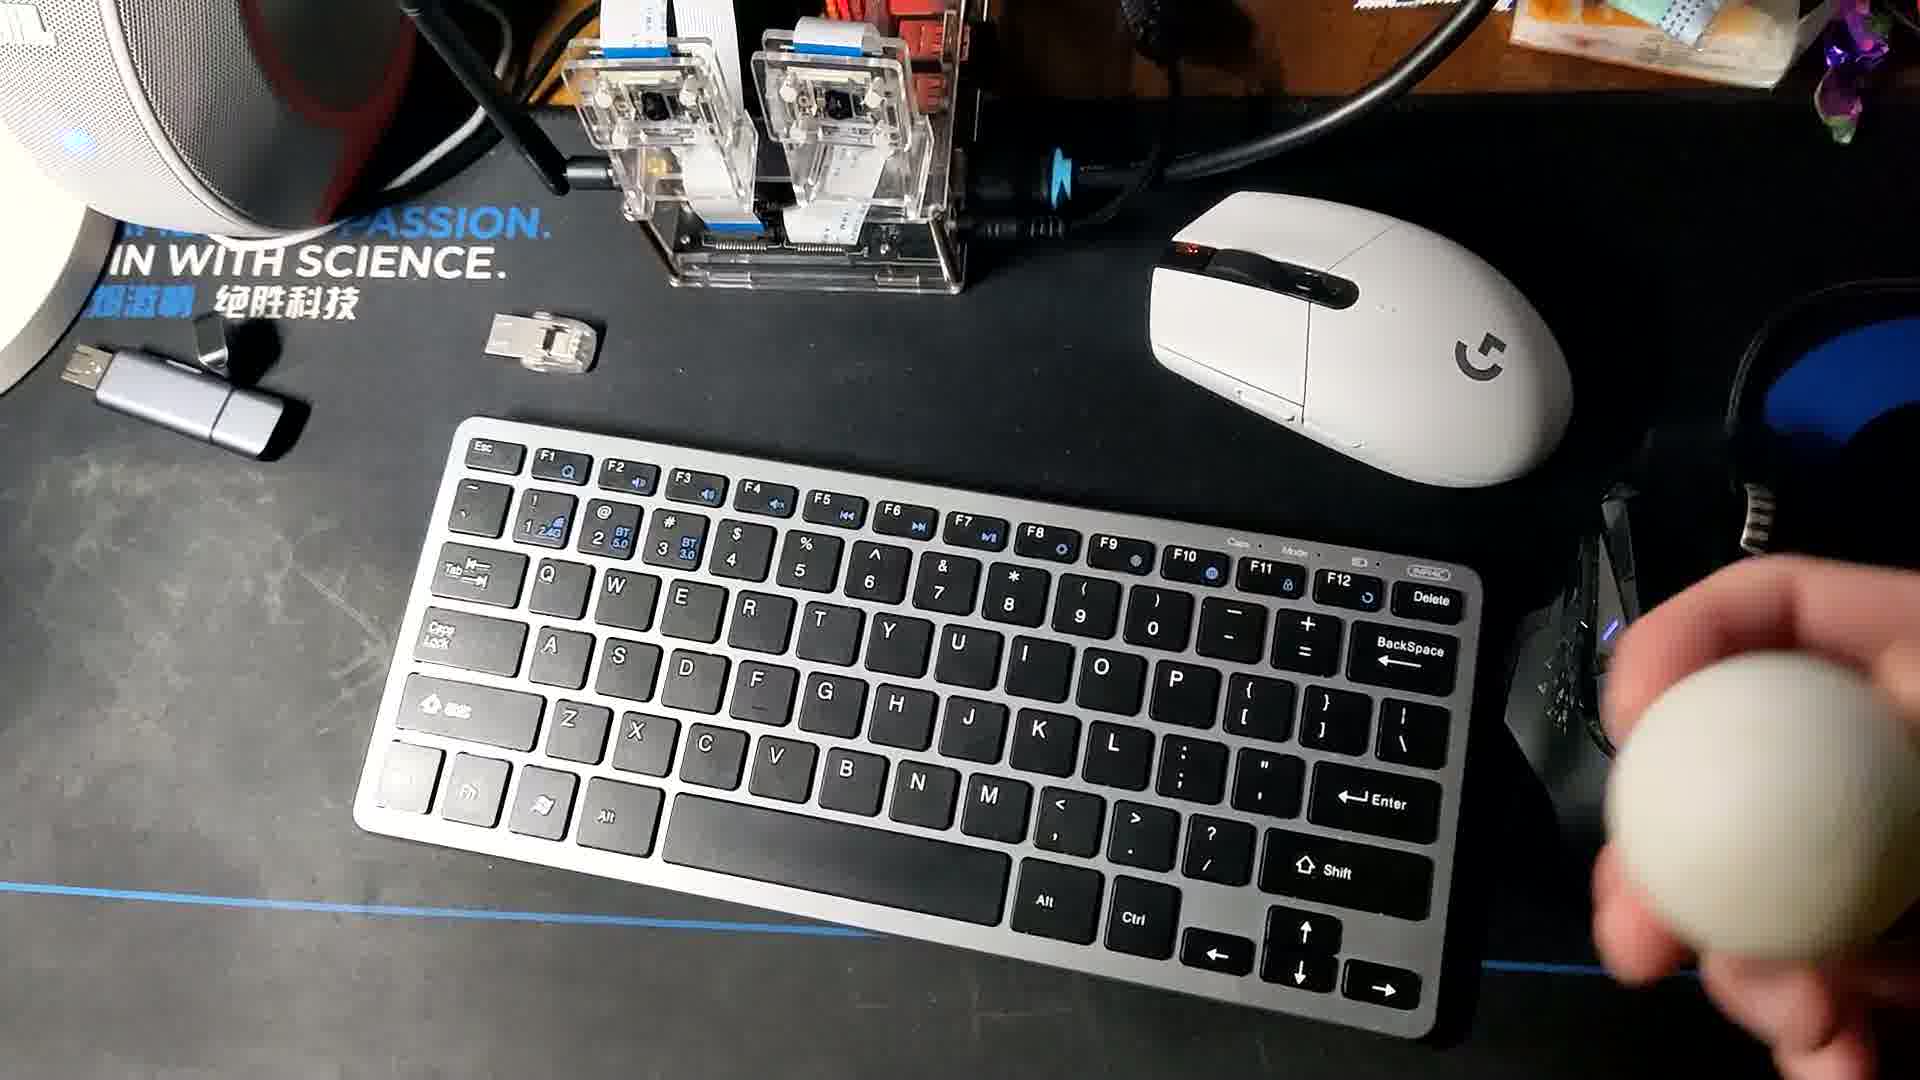 PASSION.
IN WITH SCIENCE.
绝胜科技
G
Esc F1 F2 F3 F4 F5 F6 F7 F8 F9 F10 F11 F12 Delete
Caps Mode
~ ` ! 1 2.4G @ 2 BT 5.0 # 3 BT 3.0 $ 4 % 5 ^ 6 & 7 * 8 ( 9 ) 0 — - + = BackSpace
Tab Q W E R T Y U I O P { [ } ] | \
Caps Lock A S D F G H J K L : ; " ' Enter
Z X C V B N M < , > . ? / Shift
Fn Alt Alt Ctrl ← ↑ ↓ →